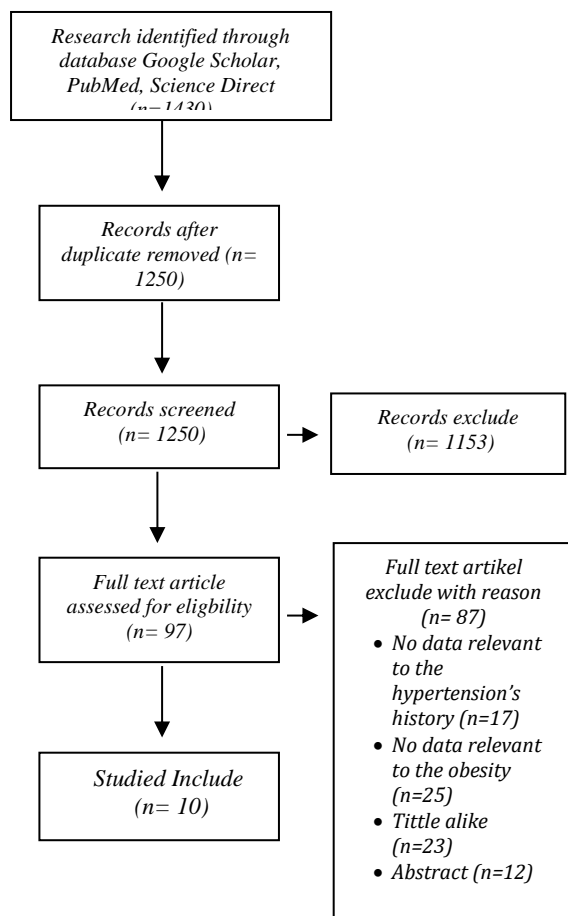 Research identified through
database Google Scholar,
PubMed, Science Direct
(n=1430)
Records after
duplicate removed (n=
1250)
Records screened
(n= 1250)
Records exclude
(n= 1153)
Full text article
assessed for eligbility
(n= 97)
Full text artikel
exclude with reason
(n= 87)
• No data relevant
to the
hypertension’s
history (n=17)
• No data relevant
to the obesity
(n=25)
• Tittle alike
(n=23)
• Abstract (n=12)
Studied Include
(n= 10)